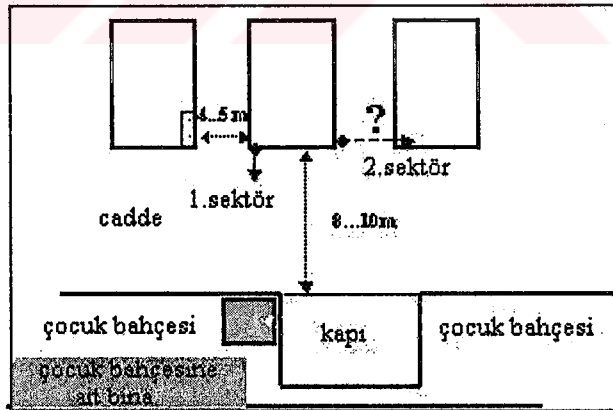 4...5 m
?
1.sektör
2.sektör
cadde
8...10m
çocuk bahçesi
kapı
çocuk bahçesi
çocuk bahçesine
ait bina